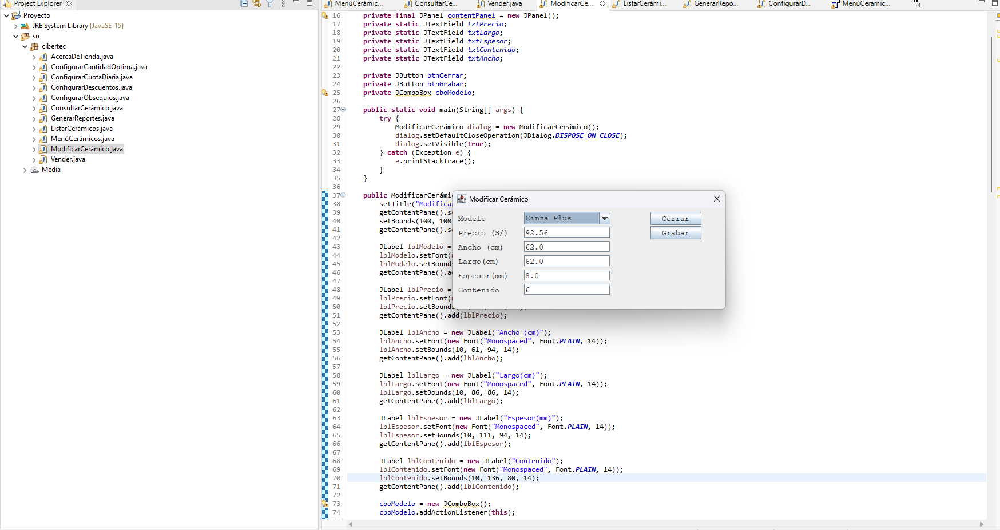 Project Explorer
Proyecto
JRE System Library [JavaSE-15]
src
cibertec
AcercaDeTienda.java
ConfigurarCantidadOptima.java
ConfigurarCuotaDiaria.java
ConfigurarDescuentos.java
ConfigurarObsequios.java
ConsultarCerámico.java
GenerarReportes.java
ListarCerámicos.java
MenúCerámicos.java
ModificarCerámico.java
Vender.java
Media
MenúCerámic... ConsultarCe... Vender.java ModificarCe... ListarCerámi... GenerarRepo... ConfigurarD... MenúCerámic... »4
16 private final JPanel contentPanel = new JPanel();
17 private static JTextField txtPrecio;
18 private static JTextField txtLargo;
19 private static JTextField txtEspesor;
20 private static JTextField txtContenido;
21 private static JTextField txtAncho;
22
23 private JButton btnCerrar;
24 private JButton btnGrabar;
25 private JComboBox cboModelo;
26
27 public static void main(String[] args) {
28 try {
29 ModificarCerámico dialog = new ModificarCerámico();
30 dialog.setDefaultCloseOperation(JDialog.DISPOSE_ON_CLOSE);
31 dialog.setVisible(true);
32 } catch (Exception e) {
33 e.printStackTrace();
34 }
35 }
36
37 public ModificarCerámi
38 setTitle("Modifica
39 getContentPane().s
40 setBounds(100, 100
41 getContentPane().s
42
43 JLabel lblModelo =
44 lblModelo.setFont(
45 lblModelo.setBound
46 getContentPane().a
47
48 JLabel lblPrecio =
49 lblPrecio.setFont(
50 lblPrecio.setBounds
51 getContentPane().add(lblPrecio);
52
53 JLabel lblAncho = new JLabel("Ancho (cm)");
54 lblAncho.setFont(new Font("Monospaced", Font.PLAIN, 14));
55 lblAncho.setBounds(10, 61, 94, 14);
56 getContentPane().add(lblAncho);
57
58 JLabel lblLargo = new JLabel("Largo(cm)");
59 lblLargo.setFont(new Font("Monospaced", Font.PLAIN, 14));
60 lblLargo.setBounds(10, 86, 86, 14);
61 getContentPane().add(lblLargo);
62
63 JLabel lblEspesor = new JLabel("Espesor(mm)");
64 lblEspesor.setFont(new Font("Monospaced", Font.PLAIN, 14));
65 lblEspesor.setBounds(10, 111, 94, 14);
66 getContentPane().add(lblEspesor);
67
68 JLabel lblContenido = new JLabel("Contenido");
69 lblContenido.setFont(new Font("Monospaced", Font.PLAIN, 14));
70 lblContenido.setBounds(10, 136, 80, 14);
71 getContentPane().add(lblContenido);
72
73 cboModelo = new JComboBox();
74 cboModelo.addActionListener(this);
Modificar Cerámico
Modelo Cinza Plus Cerrar
Precio (S/) 92.56 Grabar
Ancho (cm) 62.0
Largo(cm) 62.0
Espesor(mm) 8.0
Contenido 6